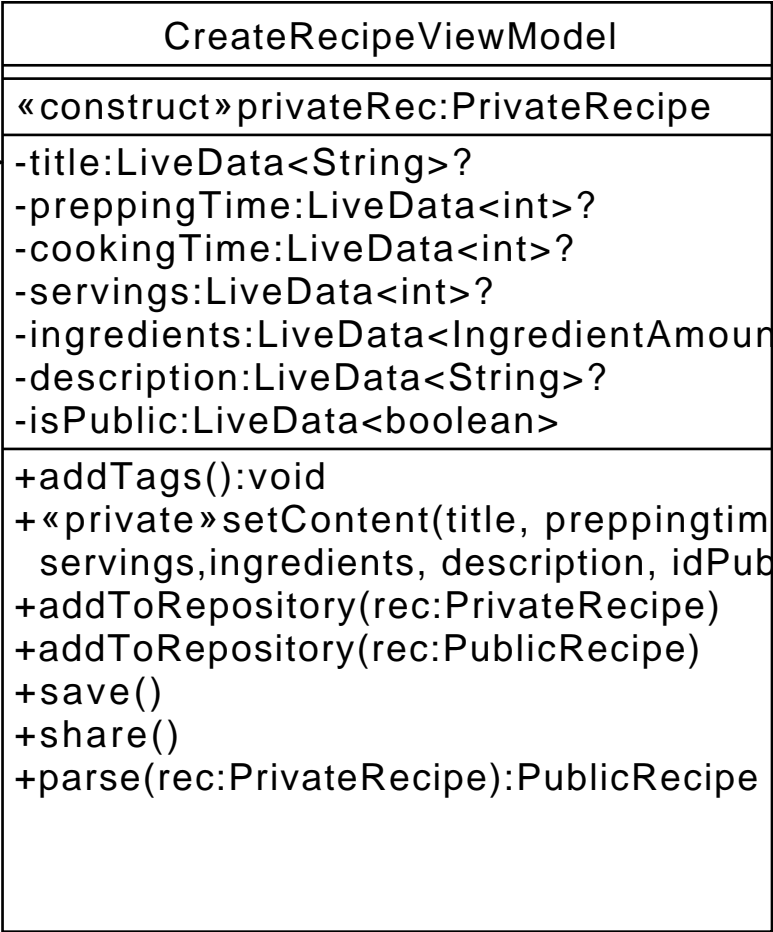 CreateRecipeViewModel
«construct»privateRec:PrivateRecipe
-title:LiveData<String>?
-preppingTime:LiveData<int>?
-cookingTime:LiveData<int>?
-servings:LiveData<int>?
-ingredients:LiveData<IngredientAmoun
-description:LiveData<String>?
-isPublic:LiveData<boolean>
+addTags():void
+«private»setContent(title, preppingtim
servings,ingredients, description, idPub
+addToRepository(rec:PrivateRecipe)
+addToRepository(rec:PublicRecipe)
+save()
+share()
+parse(rec:PrivateRecipe):PublicRecipe